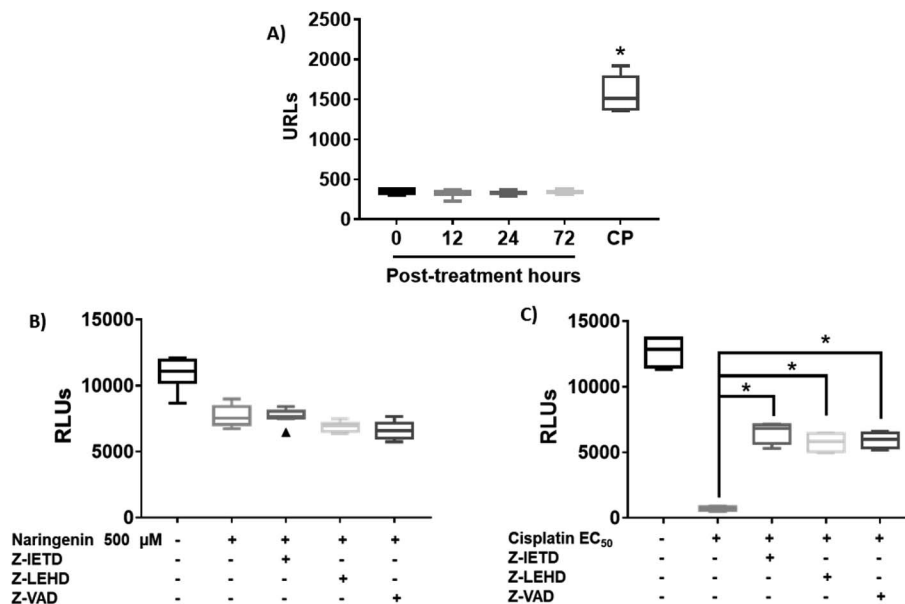 A)
2500
2000
1500
1000
500
0
URLs
*
0 12 24 72 CP
Post-treatment hours
B)
15000
10000
5000
0
RLUs
Naringenin 500 µM - + + + +
Z-IETD - - + - -
Z-LEHD - - - + -
Z-VAD - - - - +
C)
15000
10000
5000
0
RLUs
*
*
*
Cisplatin EC50 - + + + +
Z-IETD - - + - -
Z-LEHD - - - + -
Z-VAD - - - - +